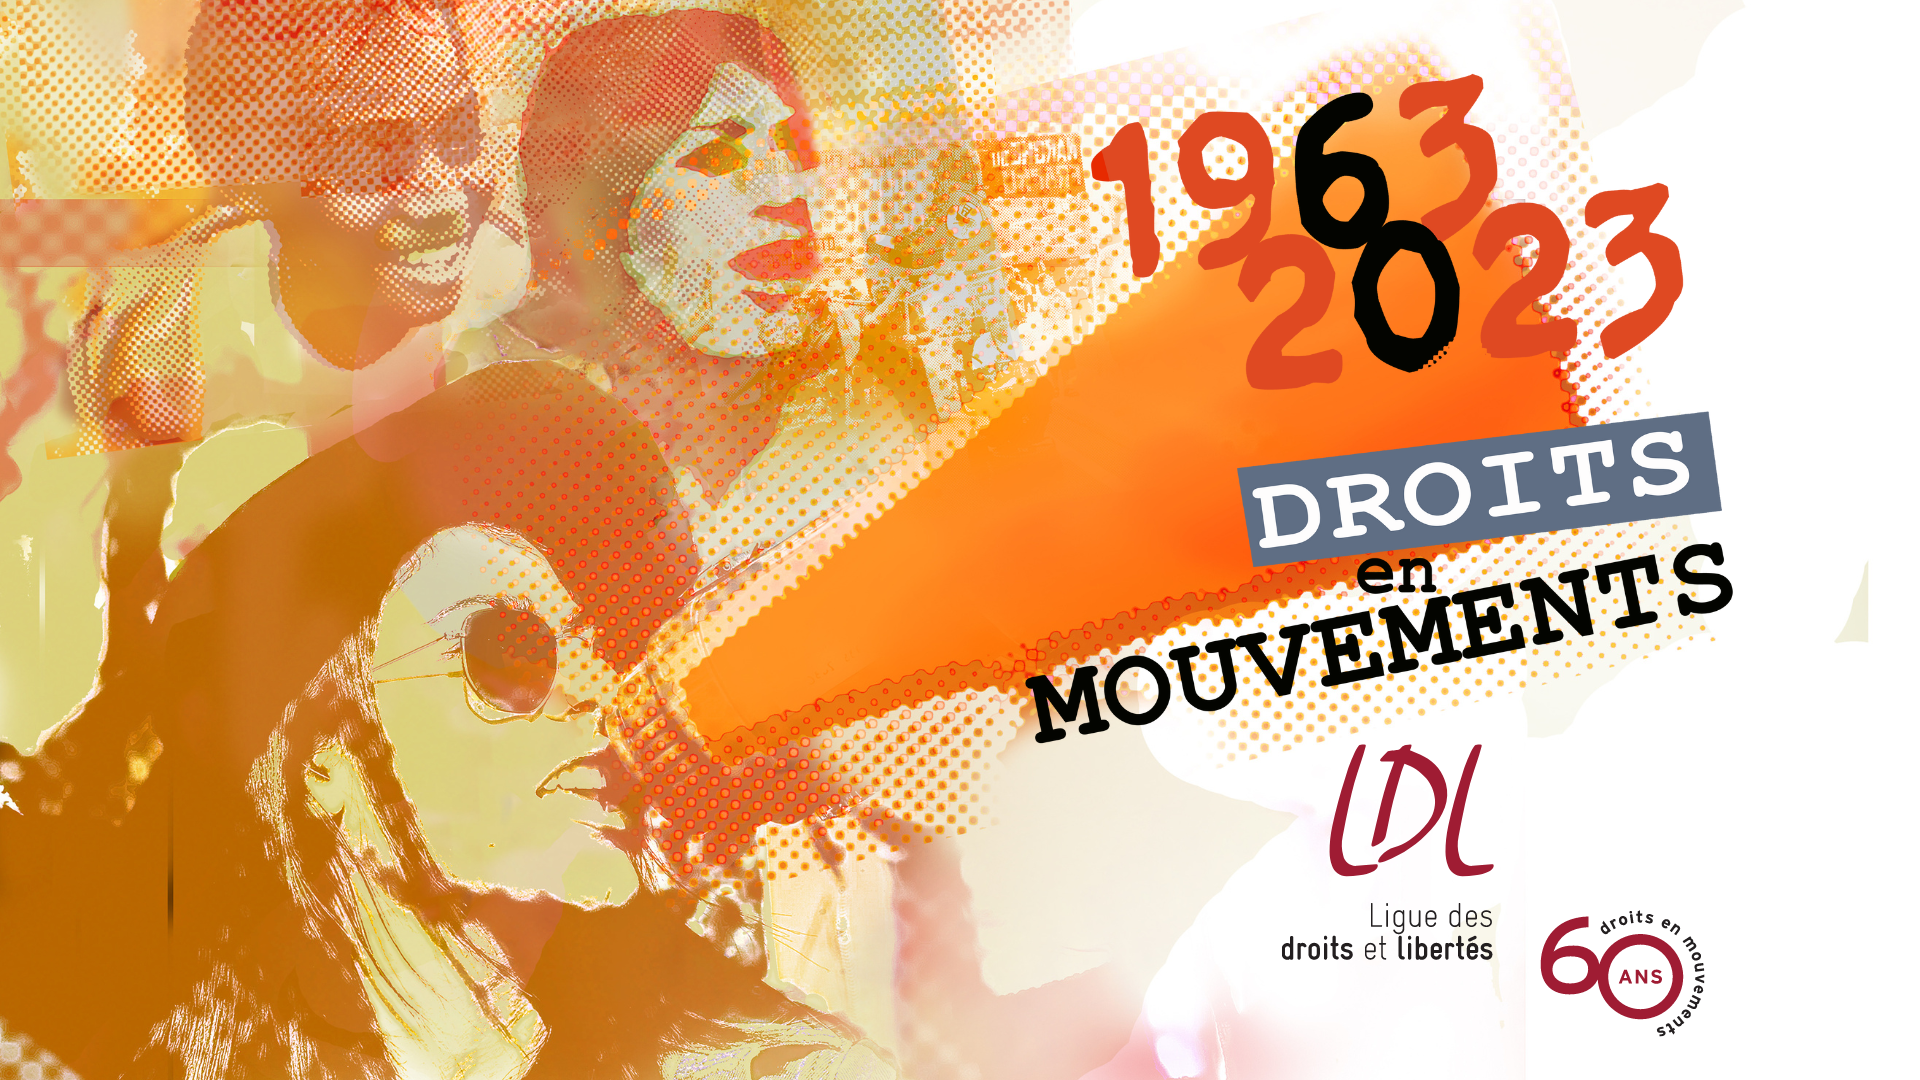 1963
2023
DROITS
en
MOUVEMENTS
LDL
Ligue des
droits et libertés
60
ANS
droits en mouvements